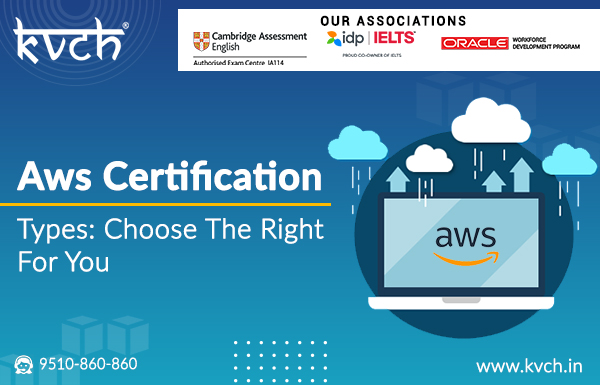 kvch®
OUR ASSOCIATIONS
Cambridge Assessment
English
Authorised Exam Centre IA114
idp | IELTS
PROUD CO-OWNER OF IELTS
ORACLE
WORKFORCE
DEVELOPMENT PROGRAM
Aws Certification
Types: Choose The Right
For You
aws
9510-860-860
www.kvch.in